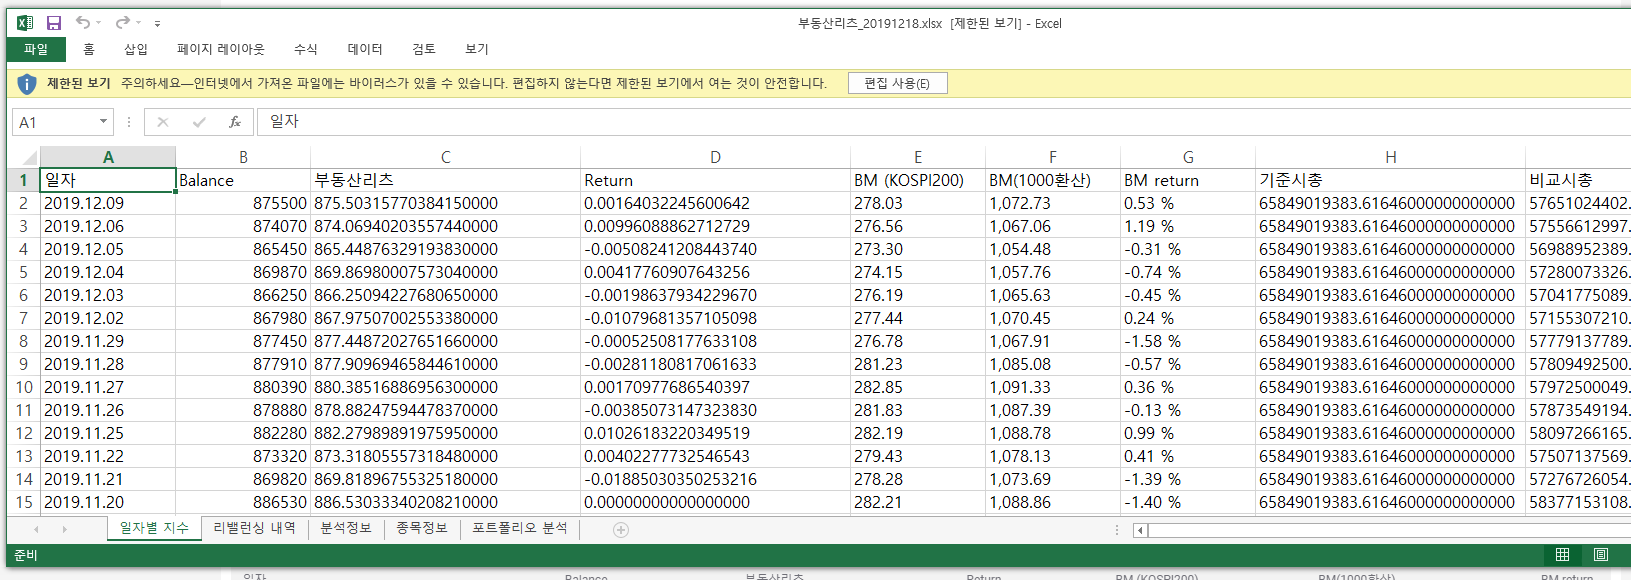 부동산리츠_20191218.xlsx [제한된 보기] - Excel
파일 홈 삽입 페이지 레이아웃 수식 데이터 검토 보기
제한된 보기 주의하세요—인터넷에서 가져온 파일에는 바이러스가 있을 수 있습니다. 편집하지 않는다면 제한된 보기에서 여는 것이 안전합니다. 편집 사용(E)
A1 fx 일자
A B C D E F G H
1 일자 Balance 부동산리츠 Return BM (KOSPI200) BM(1000환산) BM return 기준시총 비교시총
2 2019.12.09 875500 875.50315770384150000 0.00164032245600642 278.03 1,072.73 0.53 % 65849019383.61646000000000000 57651024402.
3 2019.12.06 874070 874.06940203557440000 0.00996088862712729 276.56 1,067.06 1.19 % 65849019383.61646000000000000 57556612997.
4 2019.12.05 865450 865.44876329193830000 -0.00508241208443740 273.30 1,054.48 -0.31 % 65849019383.61646000000000000 56988952389.
5 2019.12.04 869870 869.86980007573040000 0.00417760907643256 274.15 1,057.76 -0.74 % 65849019383.61646000000000000 57280073326.
6 2019.12.03 866250 866.25094227680650000 -0.00198637934229670 276.19 1,065.63 -0.45 % 65849019383.61646000000000000 57041775089.
7 2019.12.02 867980 867.97507002553380000 -0.01079681357105098 277.44 1,070.45 0.24 % 65849019383.61646000000000000 57155307210.
8 2019.11.29 877450 877.44872027651660000 -0.00052508177633108 276.78 1,067.91 -1.58 % 65849019383.61646000000000000 57779137789.
9 2019.11.28 877910 877.90969465844610000 -0.00281180817061633 281.23 1,085.08 -0.57 % 65849019383.61646000000000000 57809492500.
10 2019.11.27 880390 880.38516886956300000 0.00170977686540397 282.85 1,091.33 0.36 % 65849019383.61646000000000000 57972500049.
11 2019.11.26 878880 878.88247594478370000 -0.00385073147323830 281.83 1,087.39 -0.13 % 65849019383.61646000000000000 57873549194.
12 2019.11.25 882280 882.27989891975950000 0.01026183220349519 282.19 1,088.78 0.99 % 65849019383.61646000000000000 58097266165.
13 2019.11.22 873320 873.31805557318480000 0.00402277732546543 279.43 1,078.13 0.41 % 65849019383.61646000000000000 57507137569.
14 2019.11.21 869820 869.81896755325180000 -0.01885030350253216 278.28 1,073.69 -1.39 % 65849019383.61646000000000000 57276726054.
15 2019.11.20 886530 886.53033340208210000 0.00000000000000000 282.21 1,088.86 -1.40 % 65849019383.61646000000000000 58377153108.
일자별 지수 리밸런싱 내역 분석정보 종목정보 포트폴리오 분석
준비
일자 Balance 부동산리츠 Return BM (KOSPI200) BM(1000환산) BM return